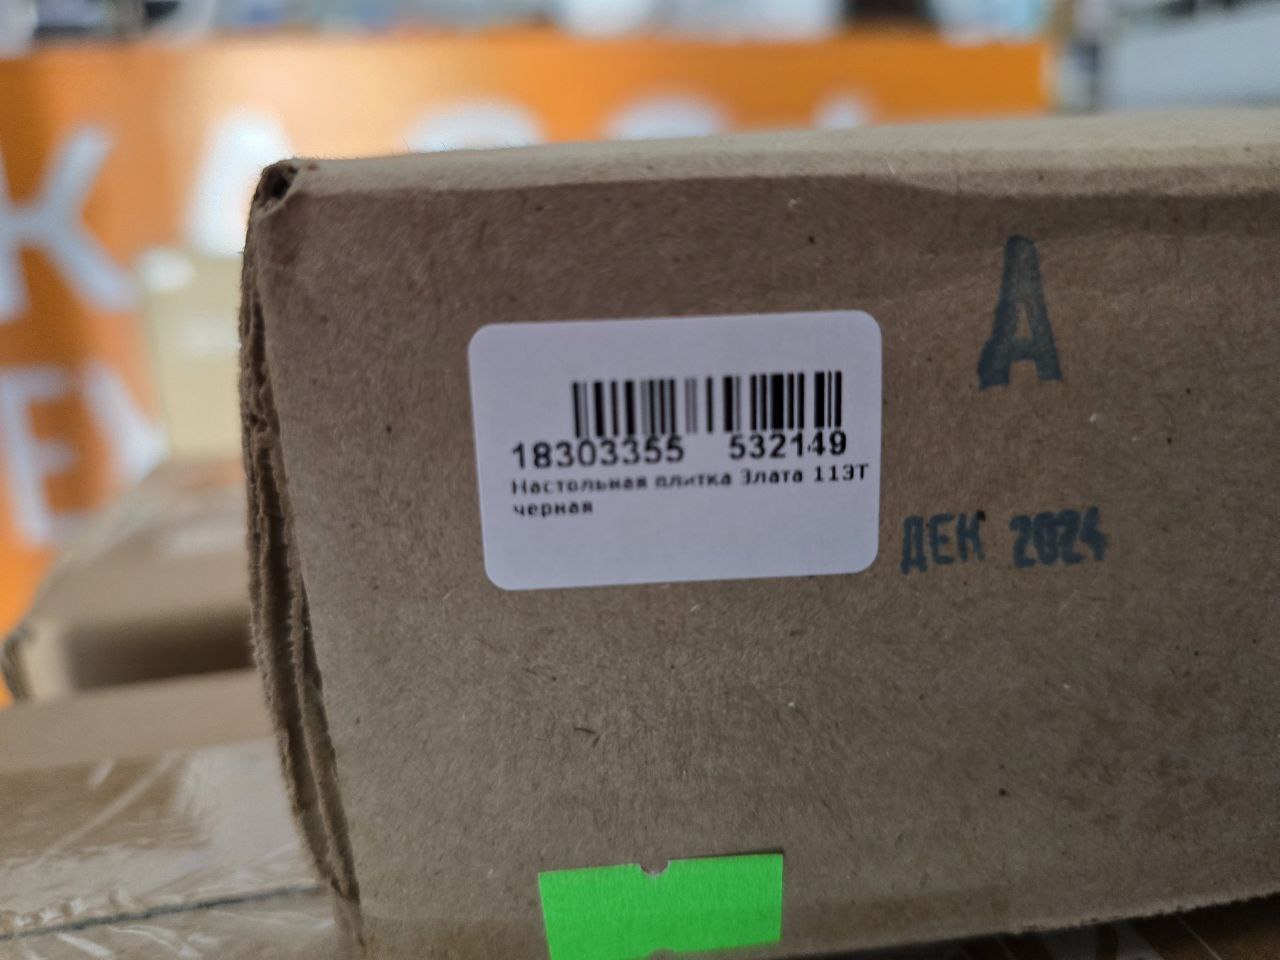 А
18303355 532149
Настольная плитка Злата 113Т
черная
ДЕК 2024